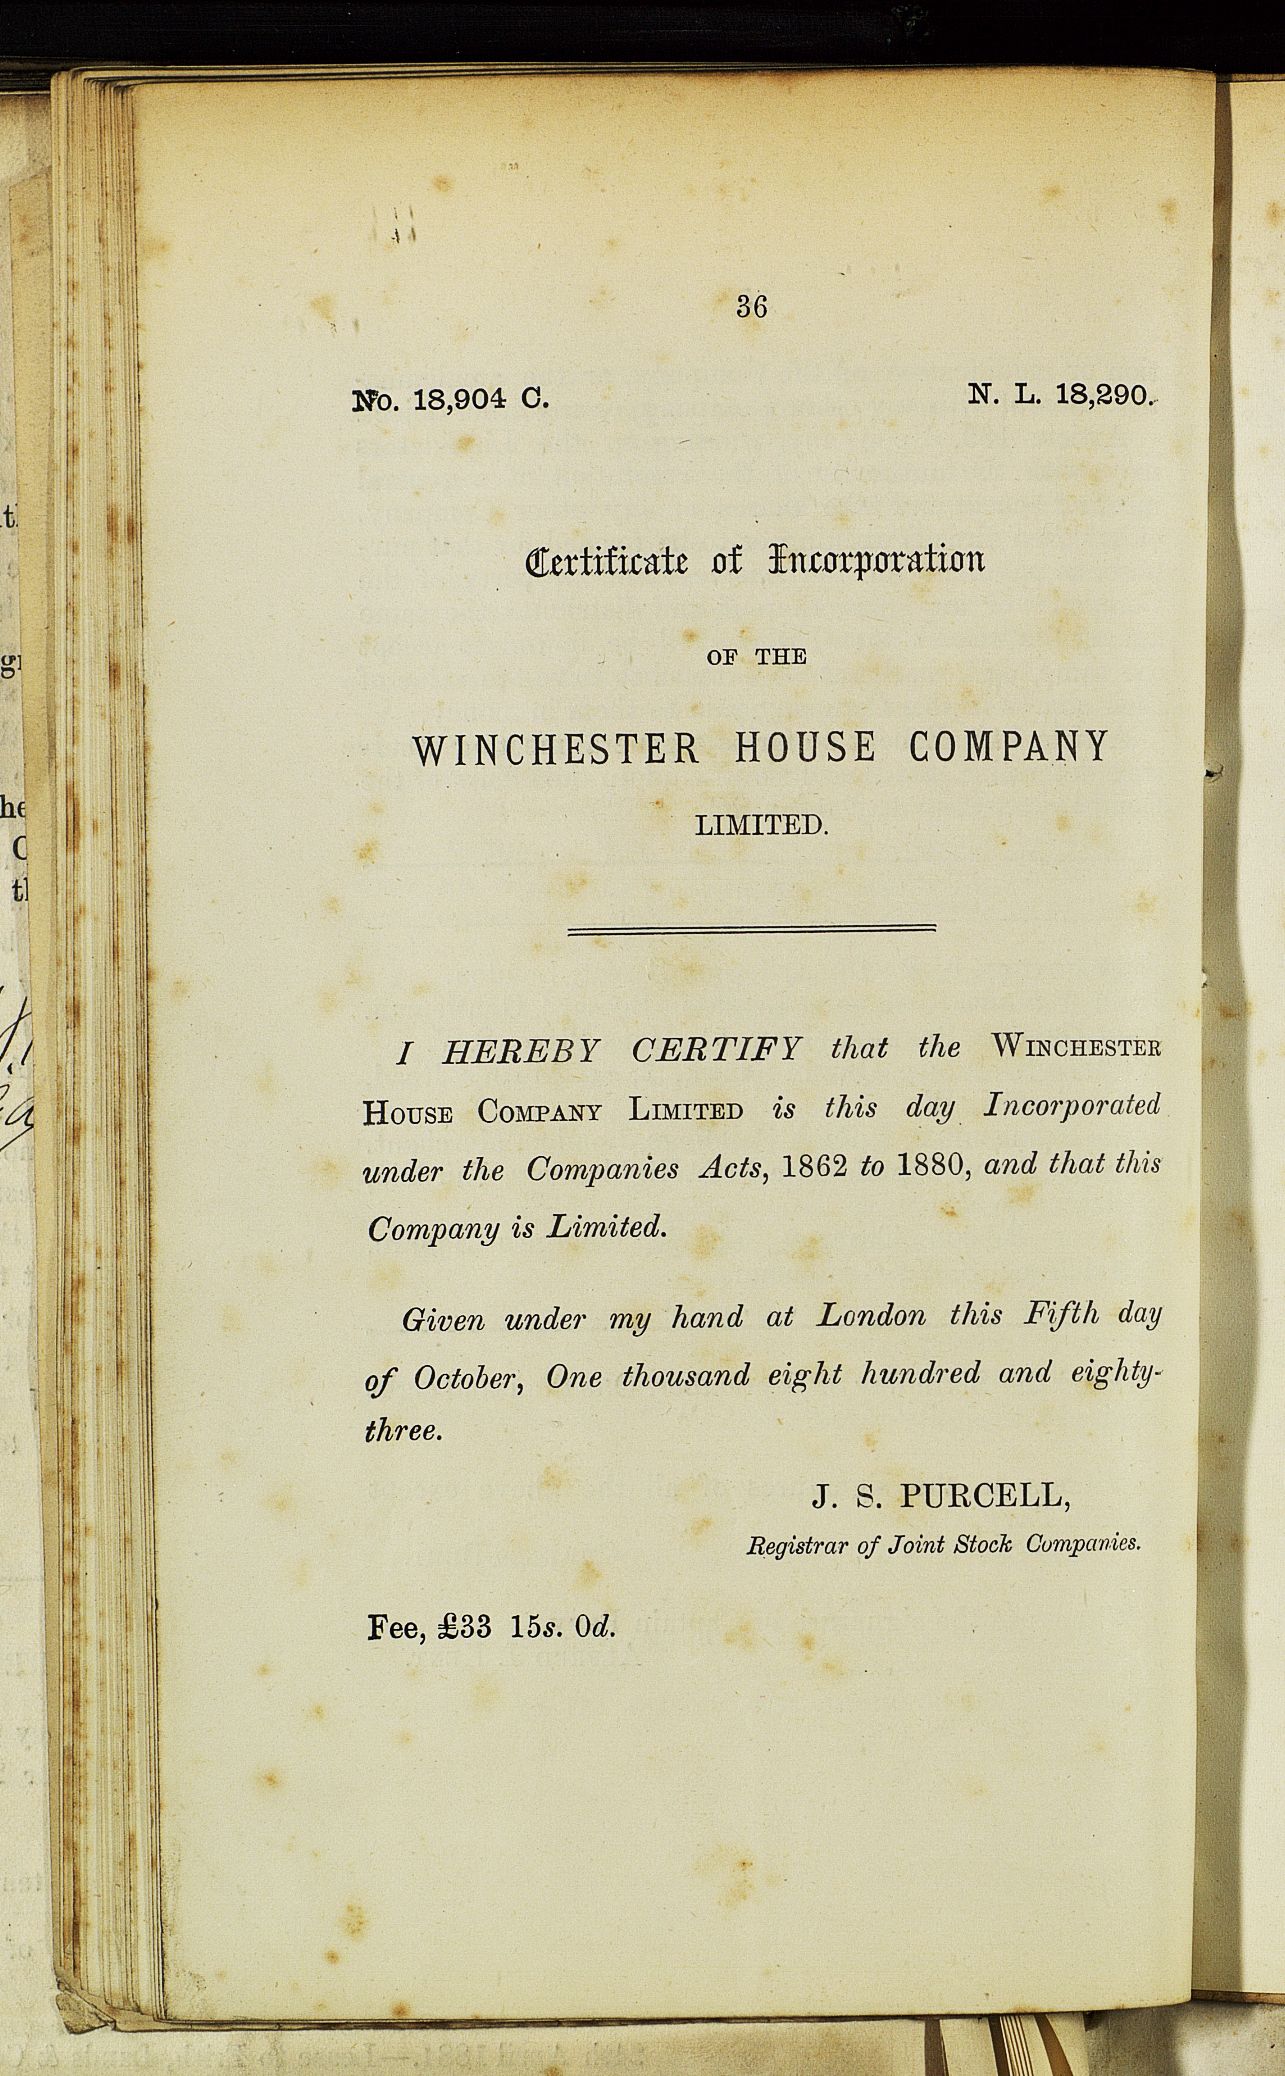 36
No. 18,904 C. N. L. 18,290.
Certificate of Incorporation
OF THE
WINCHESTER HOUSE COMPANY
LIMITED.
I HEREBY CERTIFY that the WINCHESTER
HOUSE COMPANY LIMITED is this day Incorporated
under the Companies Acts, 1862 to 1880, and that this
Company is Limited.
Given under my hand at London this Fifth day
of October, One thousand eight hundred and eighty-
three.
J. S. PURCELL,
Registrar of Joint Stock Companies.
Fee, £33 15s. 0d.